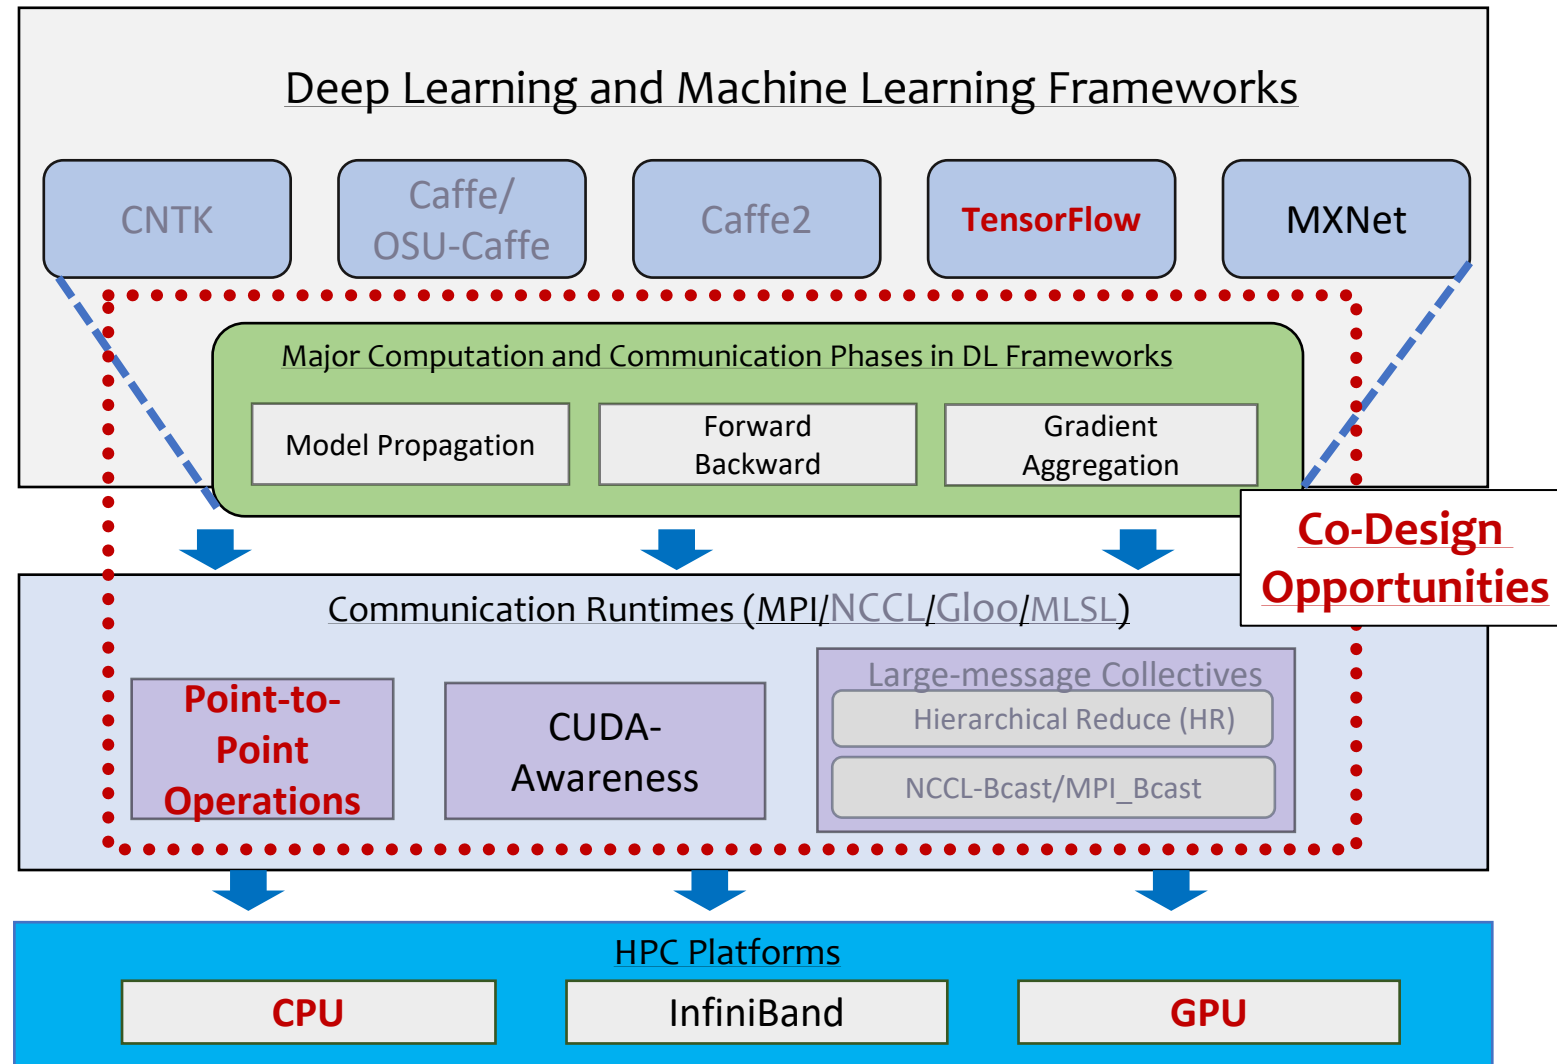 Deep Learning and Machine Learning Frameworks
CNTK
Caffe/
OSU-Caffe
Caffe2
TensorFlow
MXNet
Major Computation and Communication Phases in DL Frameworks
Model Propagation
Forward
Backward
Gradient
Aggregation
Co-Design
Opportunities
Communication Runtimes (MPI/NCCL/Gloo/MLSL)
Point-to-
Point
Operations
CUDA-
Awareness
Large-message Collectives
Hierarchical Reduce (HR)
NCCL-Bcast/MPI_Bcast
HPC Platforms
CPU
InfiniBand
GPU